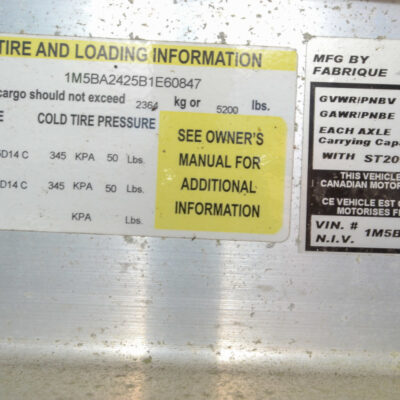 TIRE AND LOADING INFORMATION
1M5BA2425B1E60847
cargo should not exceed 2364 kg or 5200 lbs.
E COLD TIRE PRESSURE
5D14 C 345 KPA 50 Lbs.
D14 C 345 KPA 50 Lbs.
KPA Lbs.
SEE OWNER'S
MANUAL FOR
ADDITIONAL
INFORMATION
MFG BY
FABRIQUE
GVWR/PNBV
GAWR/PNBE
EACH AXLE
Carrying Capa
WITH ST20
THIS VEHICLE
CANADIAN MOTOR
CE VEHICLE EST C
MOTORISES F
VIN. # 1M5B
N.I.V.